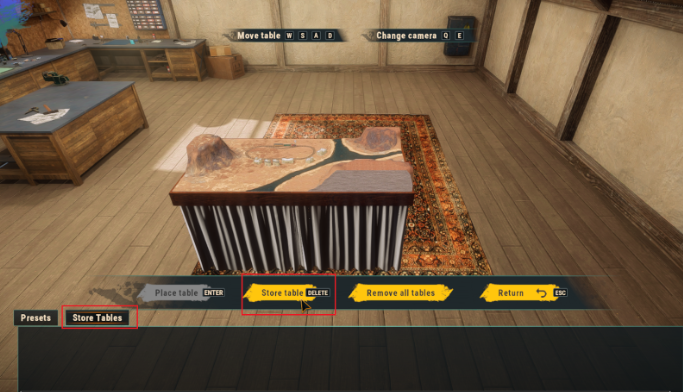 Move table W S A D
Change camera Q E
Place table ENTER
Store table DELETE
Remove all tables
Return ESC
Presets
Store Tables